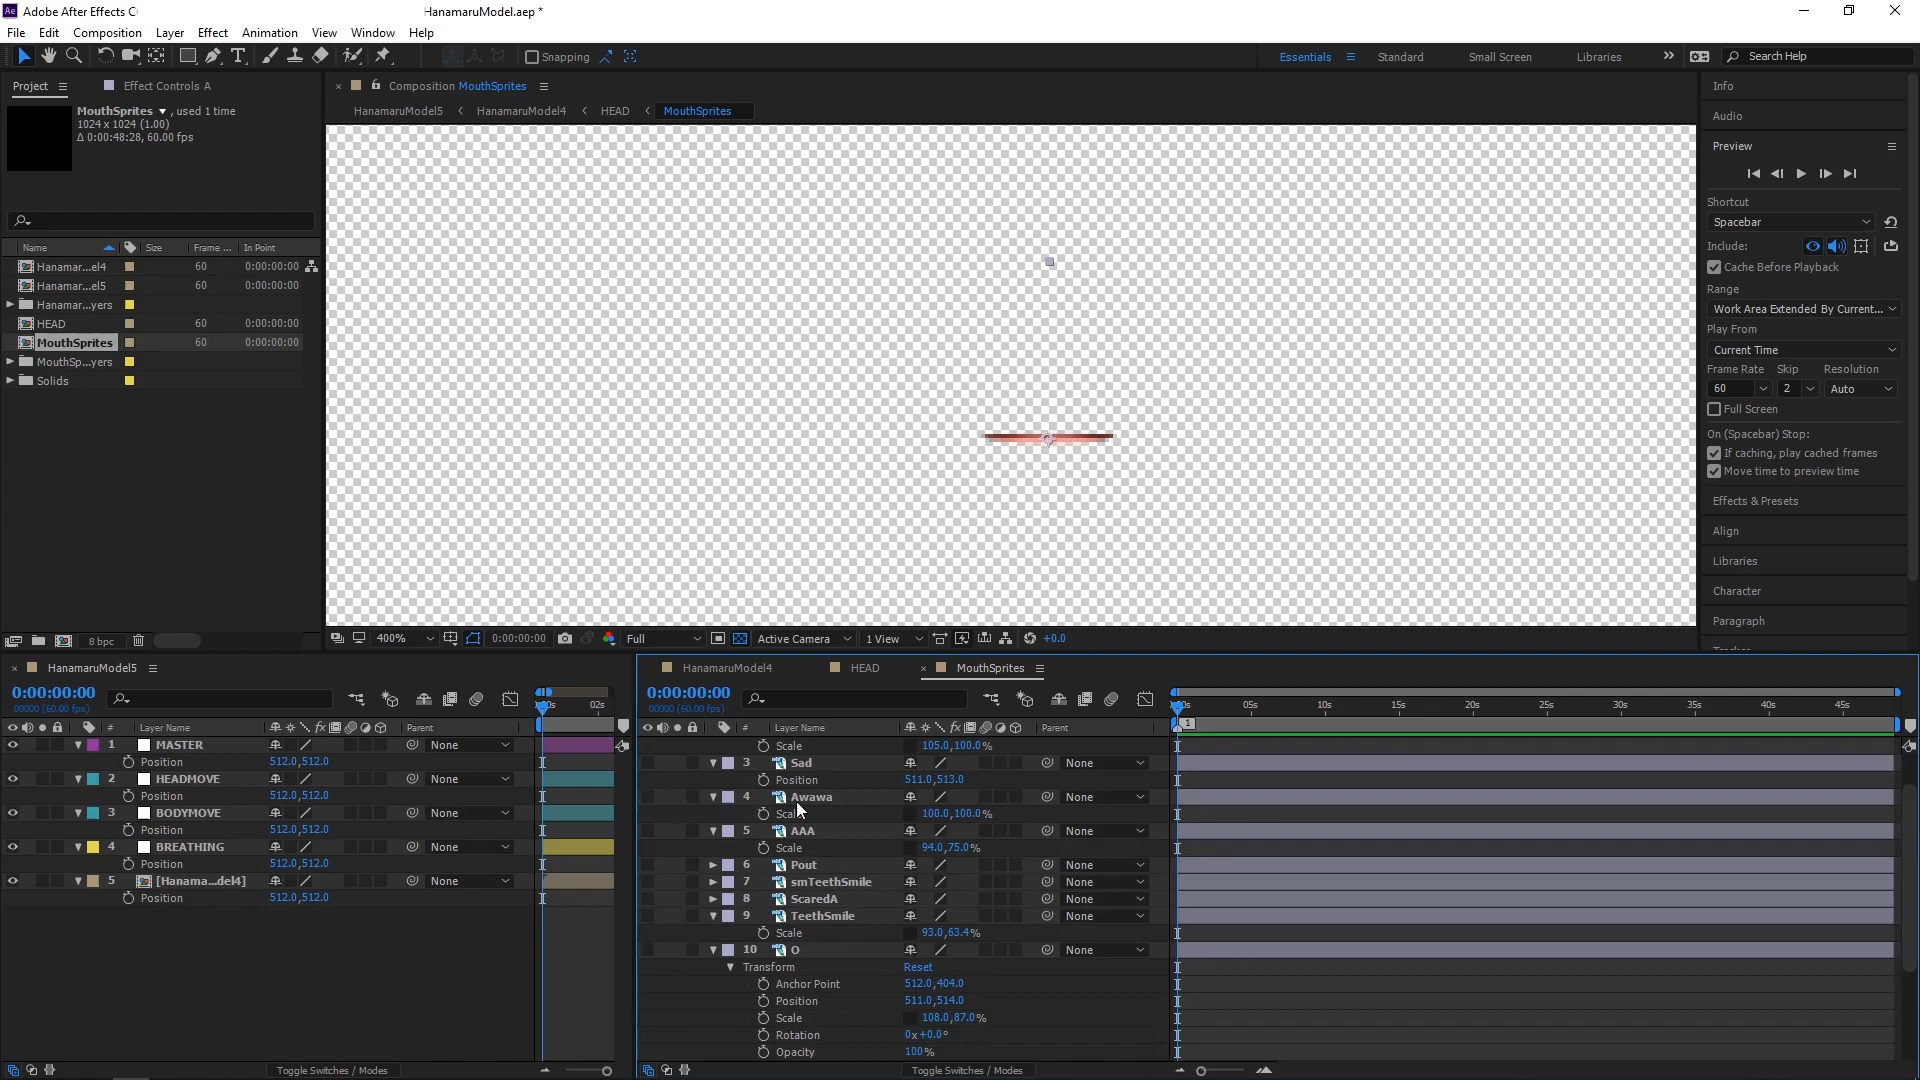 Ae Adobe After Effects C
HanamaruModel.aep *
File Edit Composition Layer Effect Animation View Window Help
Snapping
Essentials Standard Small Screen Libraries Search Help
Project
Effect Controls A
MouthSprites , used 1 time
1024 x 1024 (1.00)
Δ 0:00:48:28, 60.00 fps
Name Size Frame ... In Point
Hanamar...el4 60 0:00:00:00
Hanamar...el5 60 0:00:00:00
Hanamar...yers
HEAD 60 0:00:00:00
MouthSprites 60 0:00:00:00
MouthSp...yers
Solids
8 bpc
Composition MouthSprites
HanamaruModel5 HanamaruModel4 HEAD MouthSprites
400% 0:00:00:00 Full Active Camera 1 View +0.0
Info
Audio
Preview
Shortcut
Spacebar
Include:
Cache Before Playback
Range
Work Area Extended By Current...
Play From
Current Time
Frame Rate Skip Resolution
60 2 Auto
Full Screen
On (Spacebar) Stop:
If caching, play cached frames
Move time to preview time
Effects & Presets
Align
Libraries
Character
Paragraph
HanamaruModel5
0:00:00:00
00000 (60.00 fps)
02s
# Layer Name fx Parent
1 MASTER None
Position 512.0,512.0
2 HEADMOVE None
Position 512.0,512.0
3 BODYMOVE None
Position 512.0,512.0
4 BREATHING None
Position 512.0,512.0
5 [Hanama...del4] None
Position 512.0,512.0
Toggle Switches / Modes
HanamaruModel4 HEAD MouthSprites
0:00:00:00
00000 (60.00 fps)
05s 10s 15s 20s 25s 30s 35s 40s 45s
# Layer Name fx Parent
1
Scale 105.0,100.0%
3 Sad None
Position 511.0,513.0
4 Awawa None
Scale 100.0,100.0%
5 AAA None
Scale 94.0,75.0%
6 Pout None
7 smTeethSmile None
8 ScaredA None
9 TeethSmile None
Scale 93.0,63.4%
10 O None
Transform Reset
Anchor Point 512.0,404.0
Position 511.0,514.0
Scale 108.0,87.0%
Rotation 0x+0.0°
Opacity 100%
Toggle Switches / Modes